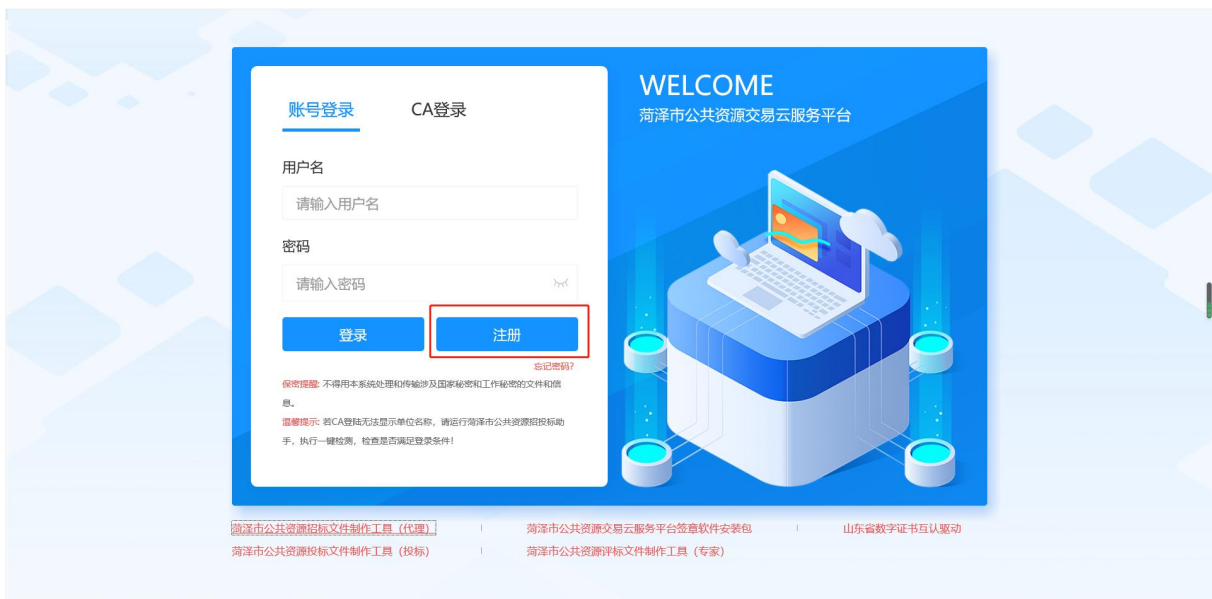 账号登录
CA登录
用户名
请输入用户名
密码
请输入密码
登录
注册
忘记密码?
保密提醒: 不得用本系统处理和传输涉及国家秘密和工作秘密的文件和信
息。
温馨提示: 若CA登陆无法显示单位名称，请运行菏泽市公共资源招投标助
手，执行一键检测，检查是否满足登录条件!
WELCOME
菏泽市公共资源交易云服务平台
菏泽市公共资源招标文件制作工具（代理）
菏泽市公共资源交易云服务平台签章软件安装包
山东省数字证书互认驱动
菏泽市公共资源投标文件制作工具（投标）
菏泽市公共资源评标文件制作工具（专家）